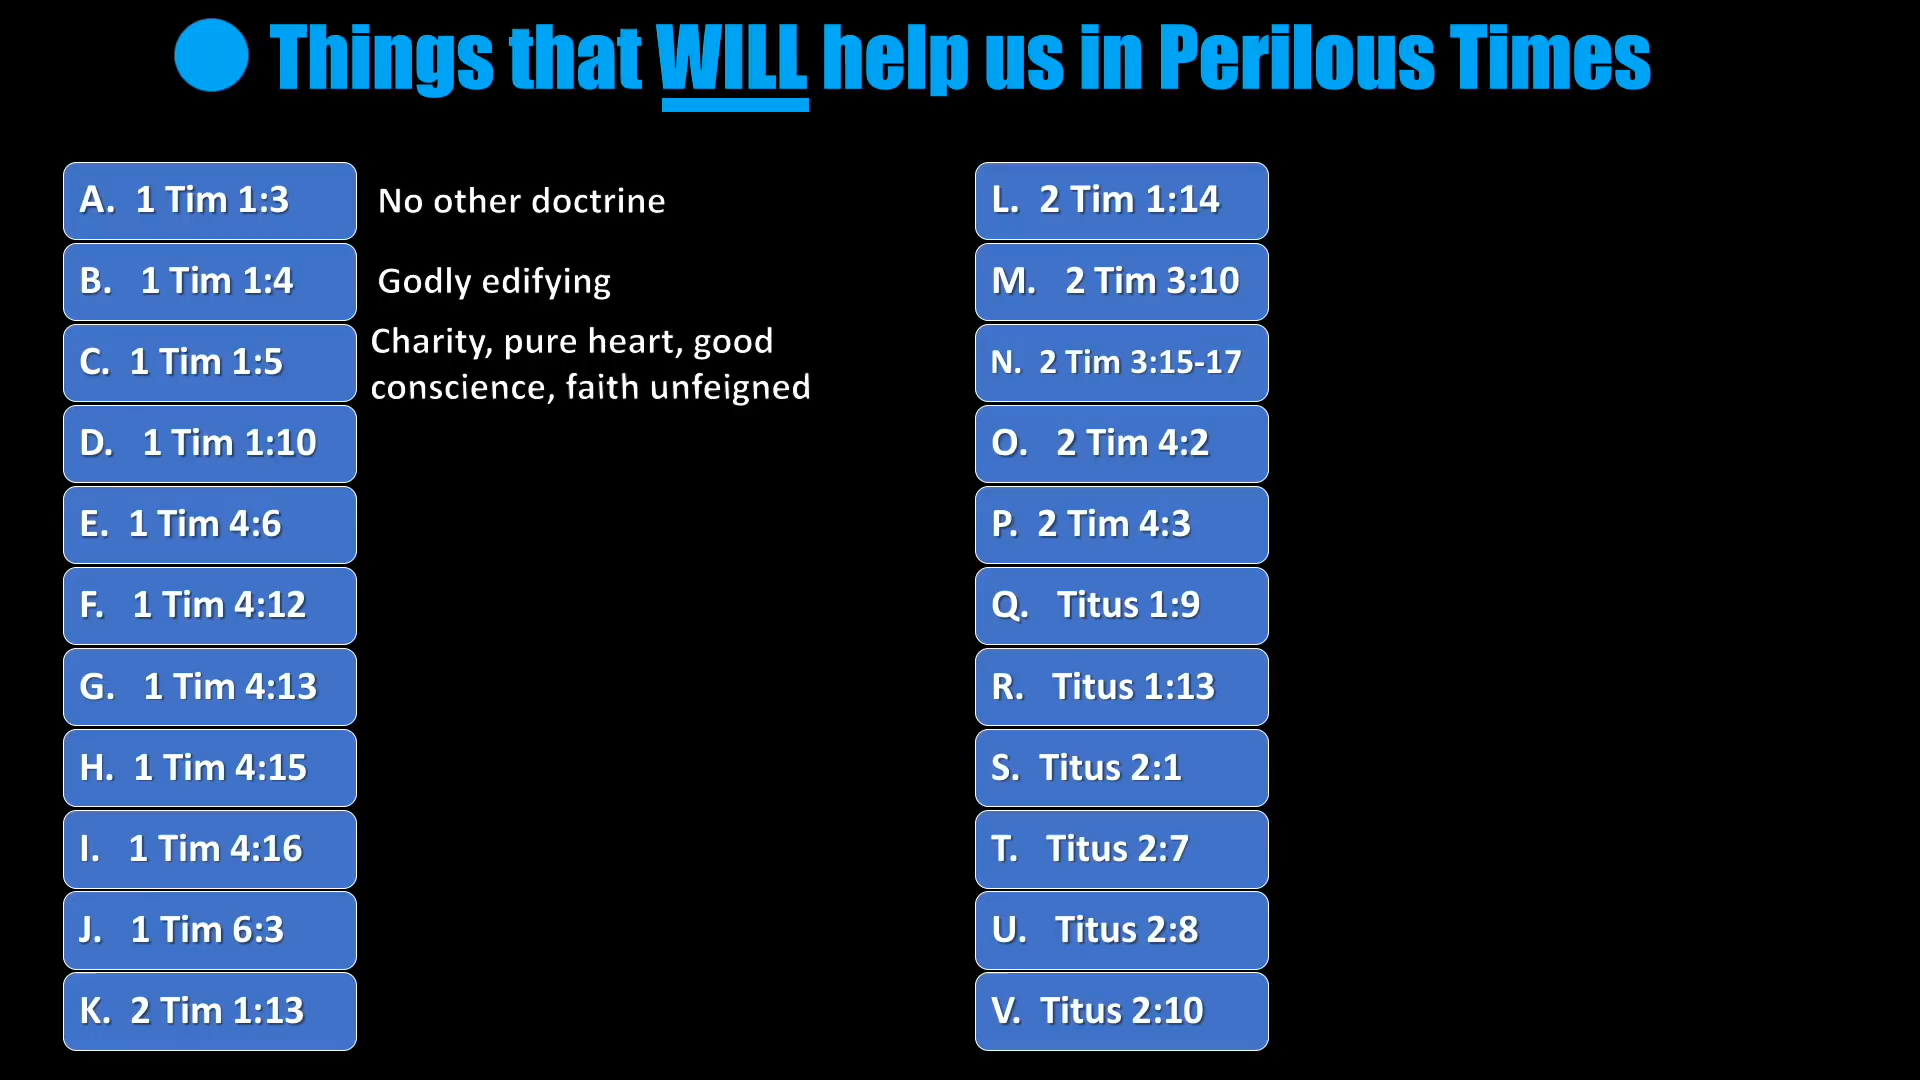 Things that WILL help us in Perilous Times
A. 1 Tim 1:3
No other doctrine
B. 1 Tim 1:4
Godly edifying
C. 1 Tim 1:5
Charity, pure heart, good
conscience, faith unfeigned
D. 1 Tim 1:10
E. 1 Tim 4:6
F. 1 Tim 4:12
G. 1 Tim 4:13
H. 1 Tim 4:15
I. 1 Tim 4:16
J. 1 Tim 6:3
K. 2 Tim 1:13
L. 2 Tim 1:14
M. 2 Tim 3:10
N. 2 Tim 3:15-17
O. 2 Tim 4:2
P. 2 Tim 4:3
Q. Titus 1:9
R. Titus 1:13
S. Titus 2:1
T. Titus 2:7
U. Titus 2:8
V. Titus 2:10